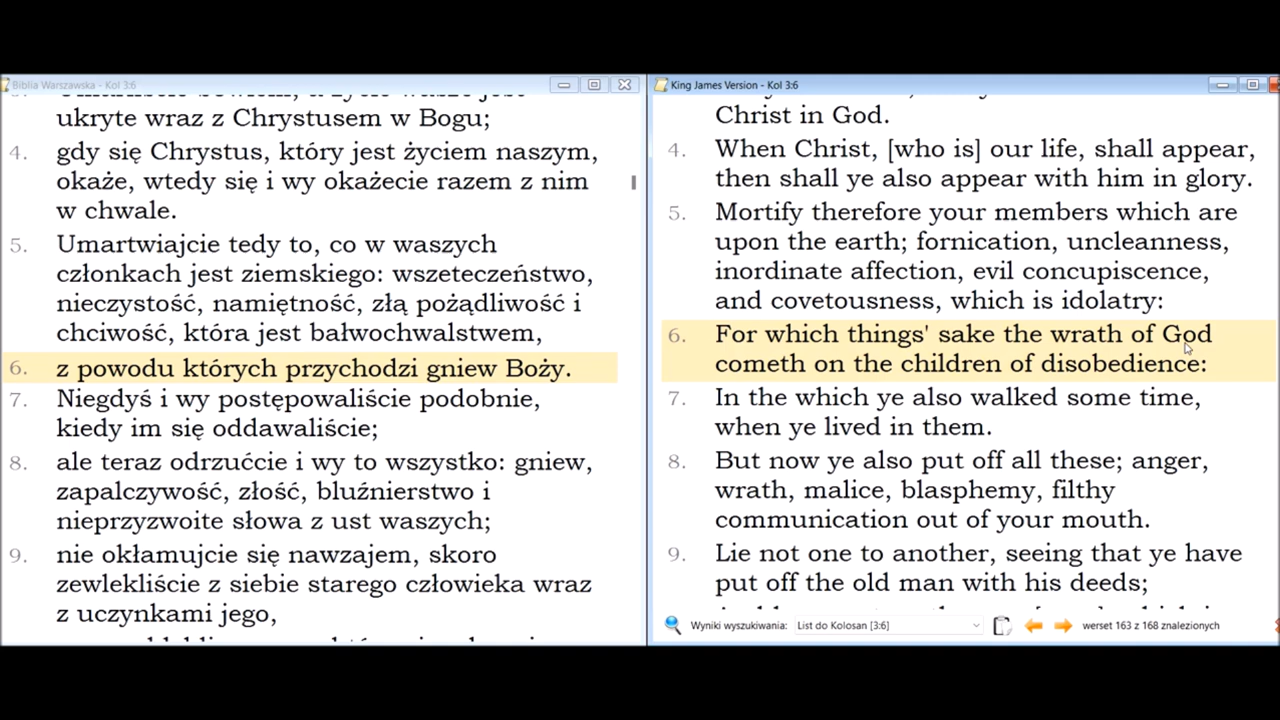 Biblia Warszawska - Kol 3:6
ukryte wraz z Chrystusem w Bogu;
4. gdy się Chrystus, który jest życiem naszym,
okaże, wtedy się i wy okażecie razem z nim
w chwale.
5. Umartwiajcie tedy to, co w waszych
członkach jest ziemskiego: wszeteczeństwo,
nieczystość, namiętność, złą pożądliwość i
chciwość, która jest bałwochwalstwem,
6. z powodu których przychodzi gniew Boży.
7. Niegdyś i wy postępowaliście podobnie,
kiedy im się oddawaliście;
8. ale teraz odrzućcie i wy to wszystko: gniew,
zapalczywość, złość, bluźnierstwo i
nieprzyzwoite słowa z ust waszych;
9. nie okłamujcie się nawzajem, skoro
zewlekliście z siebie starego człowieka wraz
z uczynkami jego,
King James Version - Kol 3:6
Christ in God.
4. When Christ, [who is] our life, shall appear,
then shall ye also appear with him in glory.
5. Mortify therefore your members which are
upon the earth; fornication, uncleanness,
inordinate affection, evil concupiscence,
and covetousness, which is idolatry:
6. For which things' sake the wrath of God
cometh on the children of disobedience:
7. In the which ye also walked some time,
when ye lived in them.
8. But now ye also put off all these; anger,
wrath, malice, blasphemy, filthy
communication out of your mouth.
9. Lie not one to another, seeing that ye have
put off the old man with his deeds;
Wyniki wyszukiwania: List do Kolosan [3:6] werset 163 z 168 znalezionych